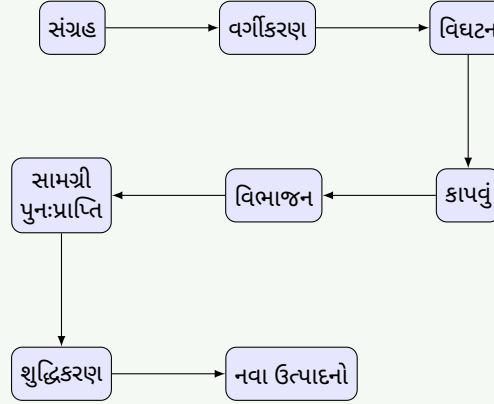 સંગ્રહ
વર્ગીકરણ
વિઘટન
કાપવું
વિભાજન
સામગ્રી
પુનઃપ્રાપ્તિ
શુદ્ધિકરણ
નવા ઉત્પાદનો